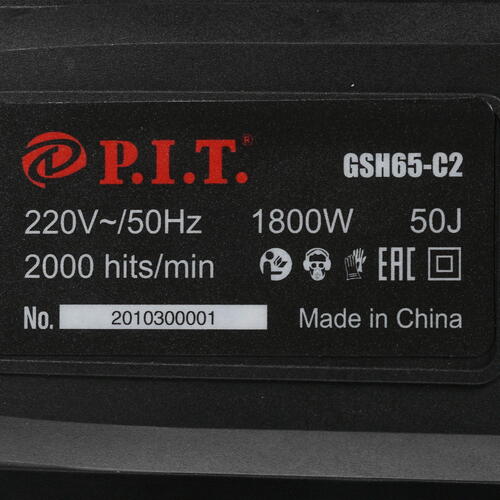 P.I.T.® GSH65-C2
220V~/50Hz 1800W 50J
2000 hits/min EAC
No. 2010300001 Made in China